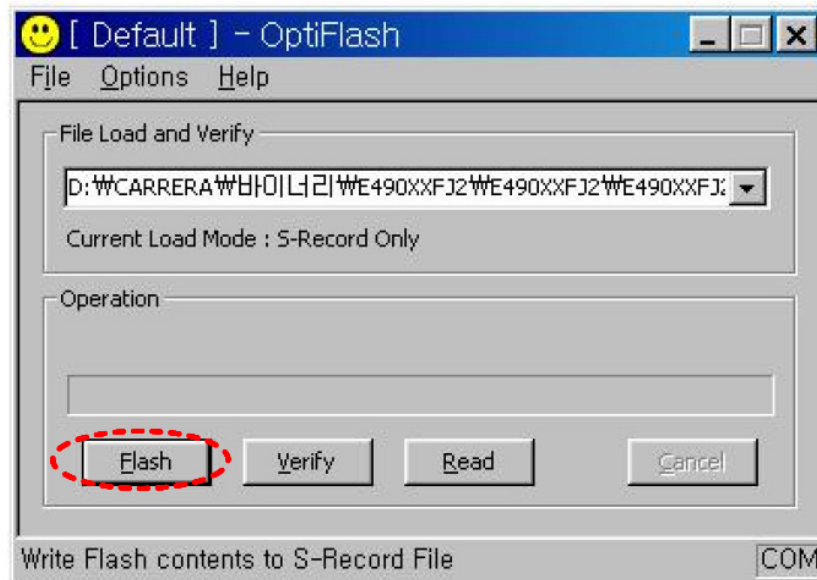 [ Default ] - OptiFlash
File Options Help
File Load and Verify
D:₩CARRERA₩바이너리₩E490XXFJ2₩E490XXFJ2₩E490XXFJ2
Current Load Mode : S-Record Only
Operation
Flash Verify Read Cancel
Write Flash contents to S-Record File COM